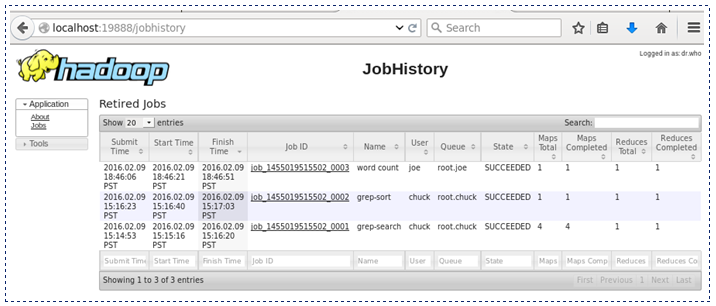 localhost:19888/jobhistory
Search
Logged in as: dr.who
hadoop
JobHistory
Application
About
Jobs
Tools
Retired Jobs
Show 20 entries
Search:
Submit Time Start Time Finish Time Job ID Name User Queue State Maps Total Maps Completed Reduces Total Reduces Completed
2016.02.09 2016.02.09 2016.02.09 job_1455019515502_0003 word count joe root.joe SUCCEEDED 1 1 1 1
18:46:06 18:46:21 18:46:51
PST PST PST
2016.02.09 2016.02.09 2016.02.09 job_1455019515502_0002 grep-sort chuck root.chuck SUCCEEDED 1 1 1 1
15:16:23 15:16:40 15:17:03
PST PST PST
2016.02.09 2016.02.09 2016.02.09 job_1455019515502_0001 grep-search chuck root.chuck SUCCEEDED 4 4 1 1
15:14:53 15:15:16 15:16:20
PST PST PST
Submit Time Start Time Finish Time Job ID Name User Queue State Maps Maps Comp Reduces Reduces Co
Showing 1 to 3 of 3 entries
First Previous 1 Next Last